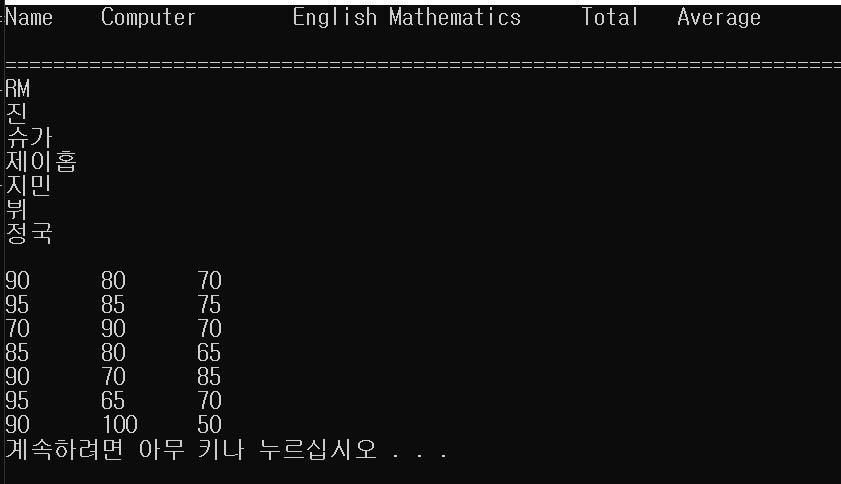 Name Computer English Mathematics Total Average
======================================================================
RM
진
슈가
제이홉
지민
뷔
정국
90 80 70
95 85 75
70 90 70
85 80 65
90 70 85
95 65 70
90 100 50
계속하려면 아무 키나 누르십시오 . . .